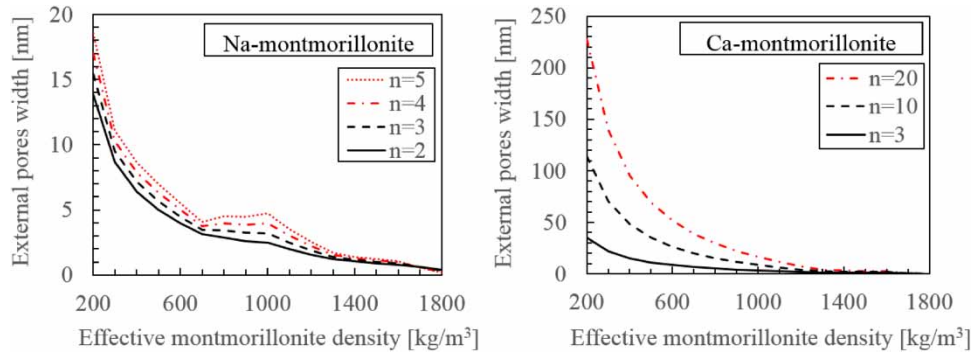 20
15
10
5
0
External pores width [nm]
Na-montmorillonite
n=5
n=4
n=3
n=2
200 600 1000 1400 1800
Effective montmorillonite density [kg/m³]
250
200
150
100
50
0
External pores width [nm]
Ca-montmorillonite
n=20
n=10
n=3
200 600 1000 1400 1800
Effective montmorillonite density [kg/m³]